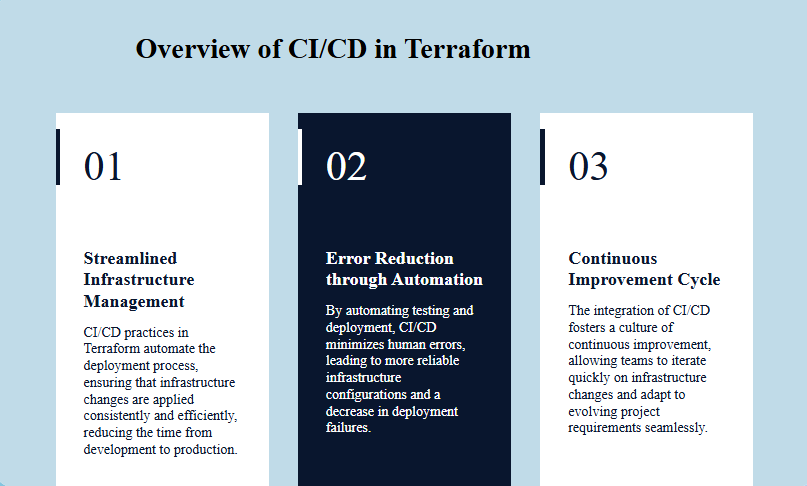 Overview of CI/CD in Terraform
01
Streamlined
Infrastructure
Management
CI/CD practices in
Terraform automate the
deployment process,
ensuring that infrastructure
changes are applied
consistently and efficiently,
reducing the time from
development to production.
02
Error Reduction
through Automation
By automating testing and
deployment, CI/CD
minimizes human errors,
leading to more reliable
infrastructure
configurations and a
decrease in deployment
failures.
03
Continuous
Improvement Cycle
The integration of CI/CD
fosters a culture of
continuous improvement,
allowing teams to iterate
quickly on infrastructure
changes and adapt to
evolving project
requirements seamlessly.